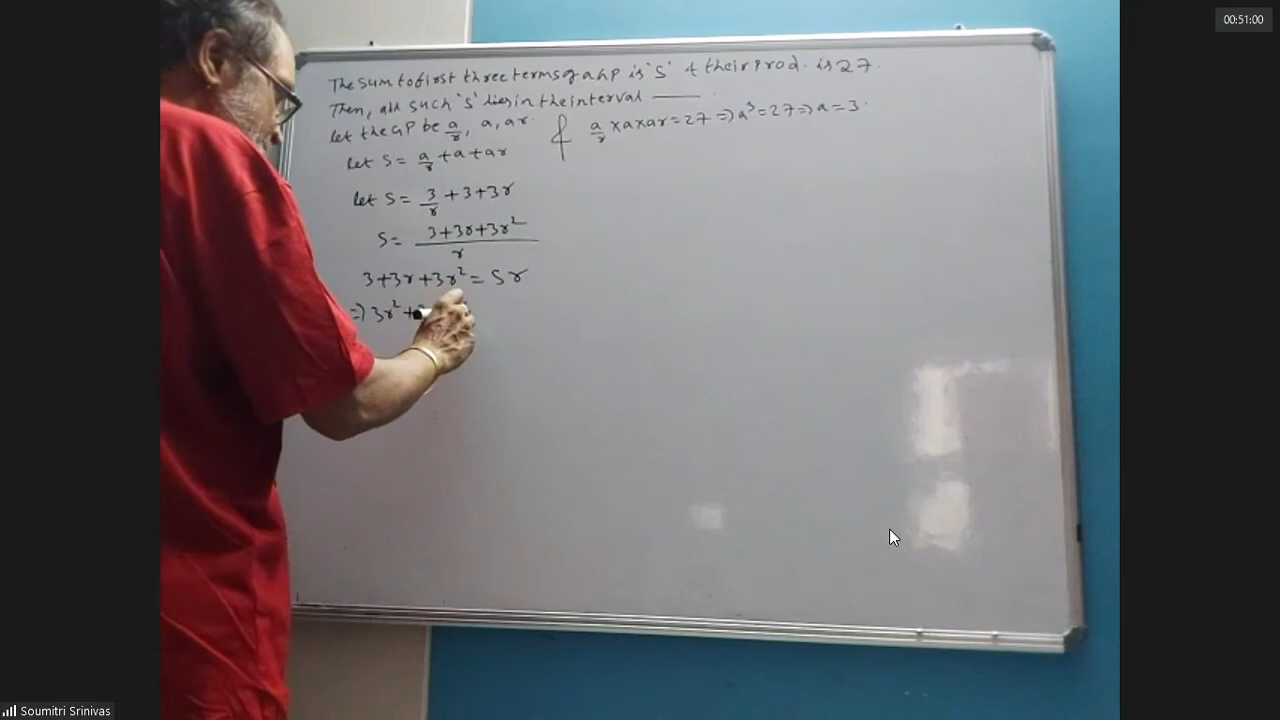 00:51:00
The sum to first three terms of a GP is 'S' & their prod. is 27.
Then, all such 'S' lies in the interval ———.
let the GP be a/r, a, ar. & a/r × a × ar = 27 => a³ = 27 => a = 3.
let S = a/r + a + ar
let S = 3/r + 3 + 3r
S = (3+3r+3r²)/r
3+3r+3r² = Sr
=> 3r² +
Soumitri Srinivas